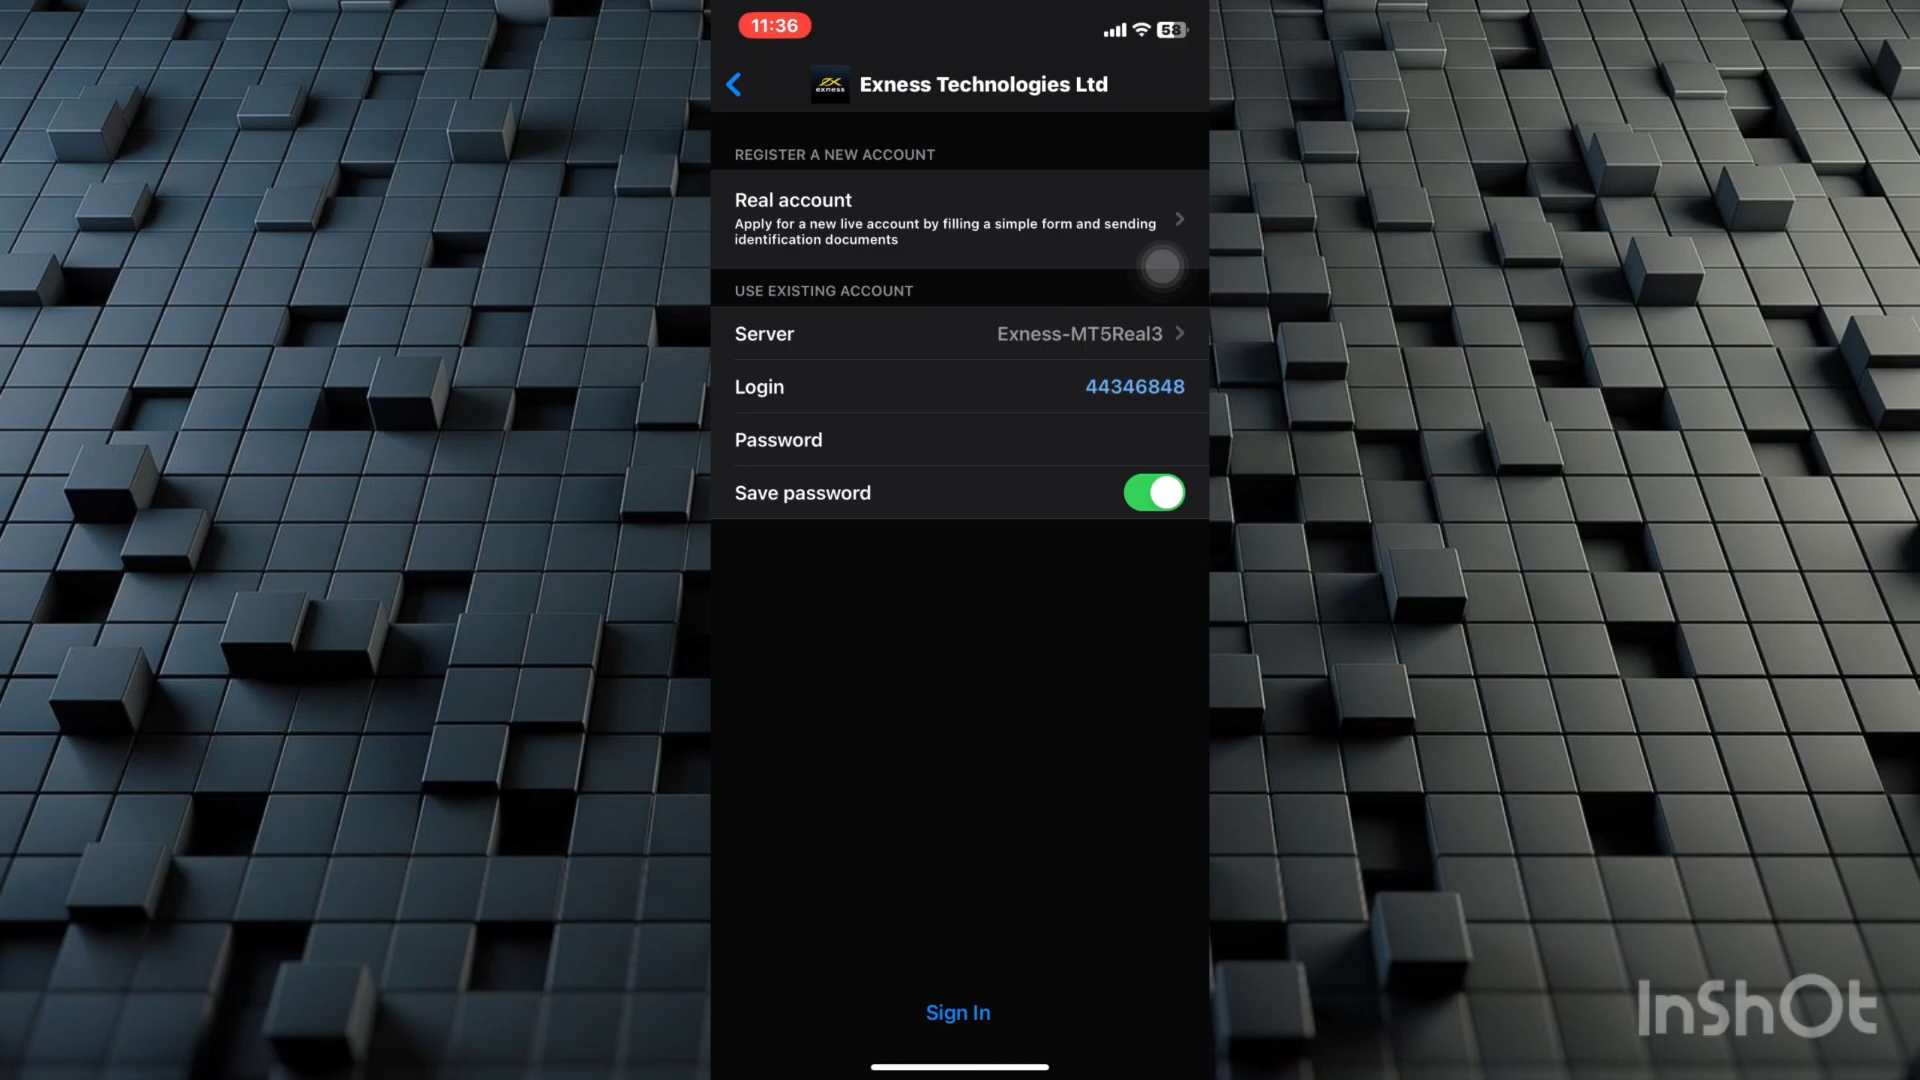 11:36
58
exness
Exness Technologies Ltd
REGISTER A NEW ACCOUNT
Real account
Apply for a new live account by filling a simple form and sending
identification documents
USE EXISTING ACCOUNT
Server Exness-MT5Real3
Login 44346848
Password
Save password
Sign In
InShOt